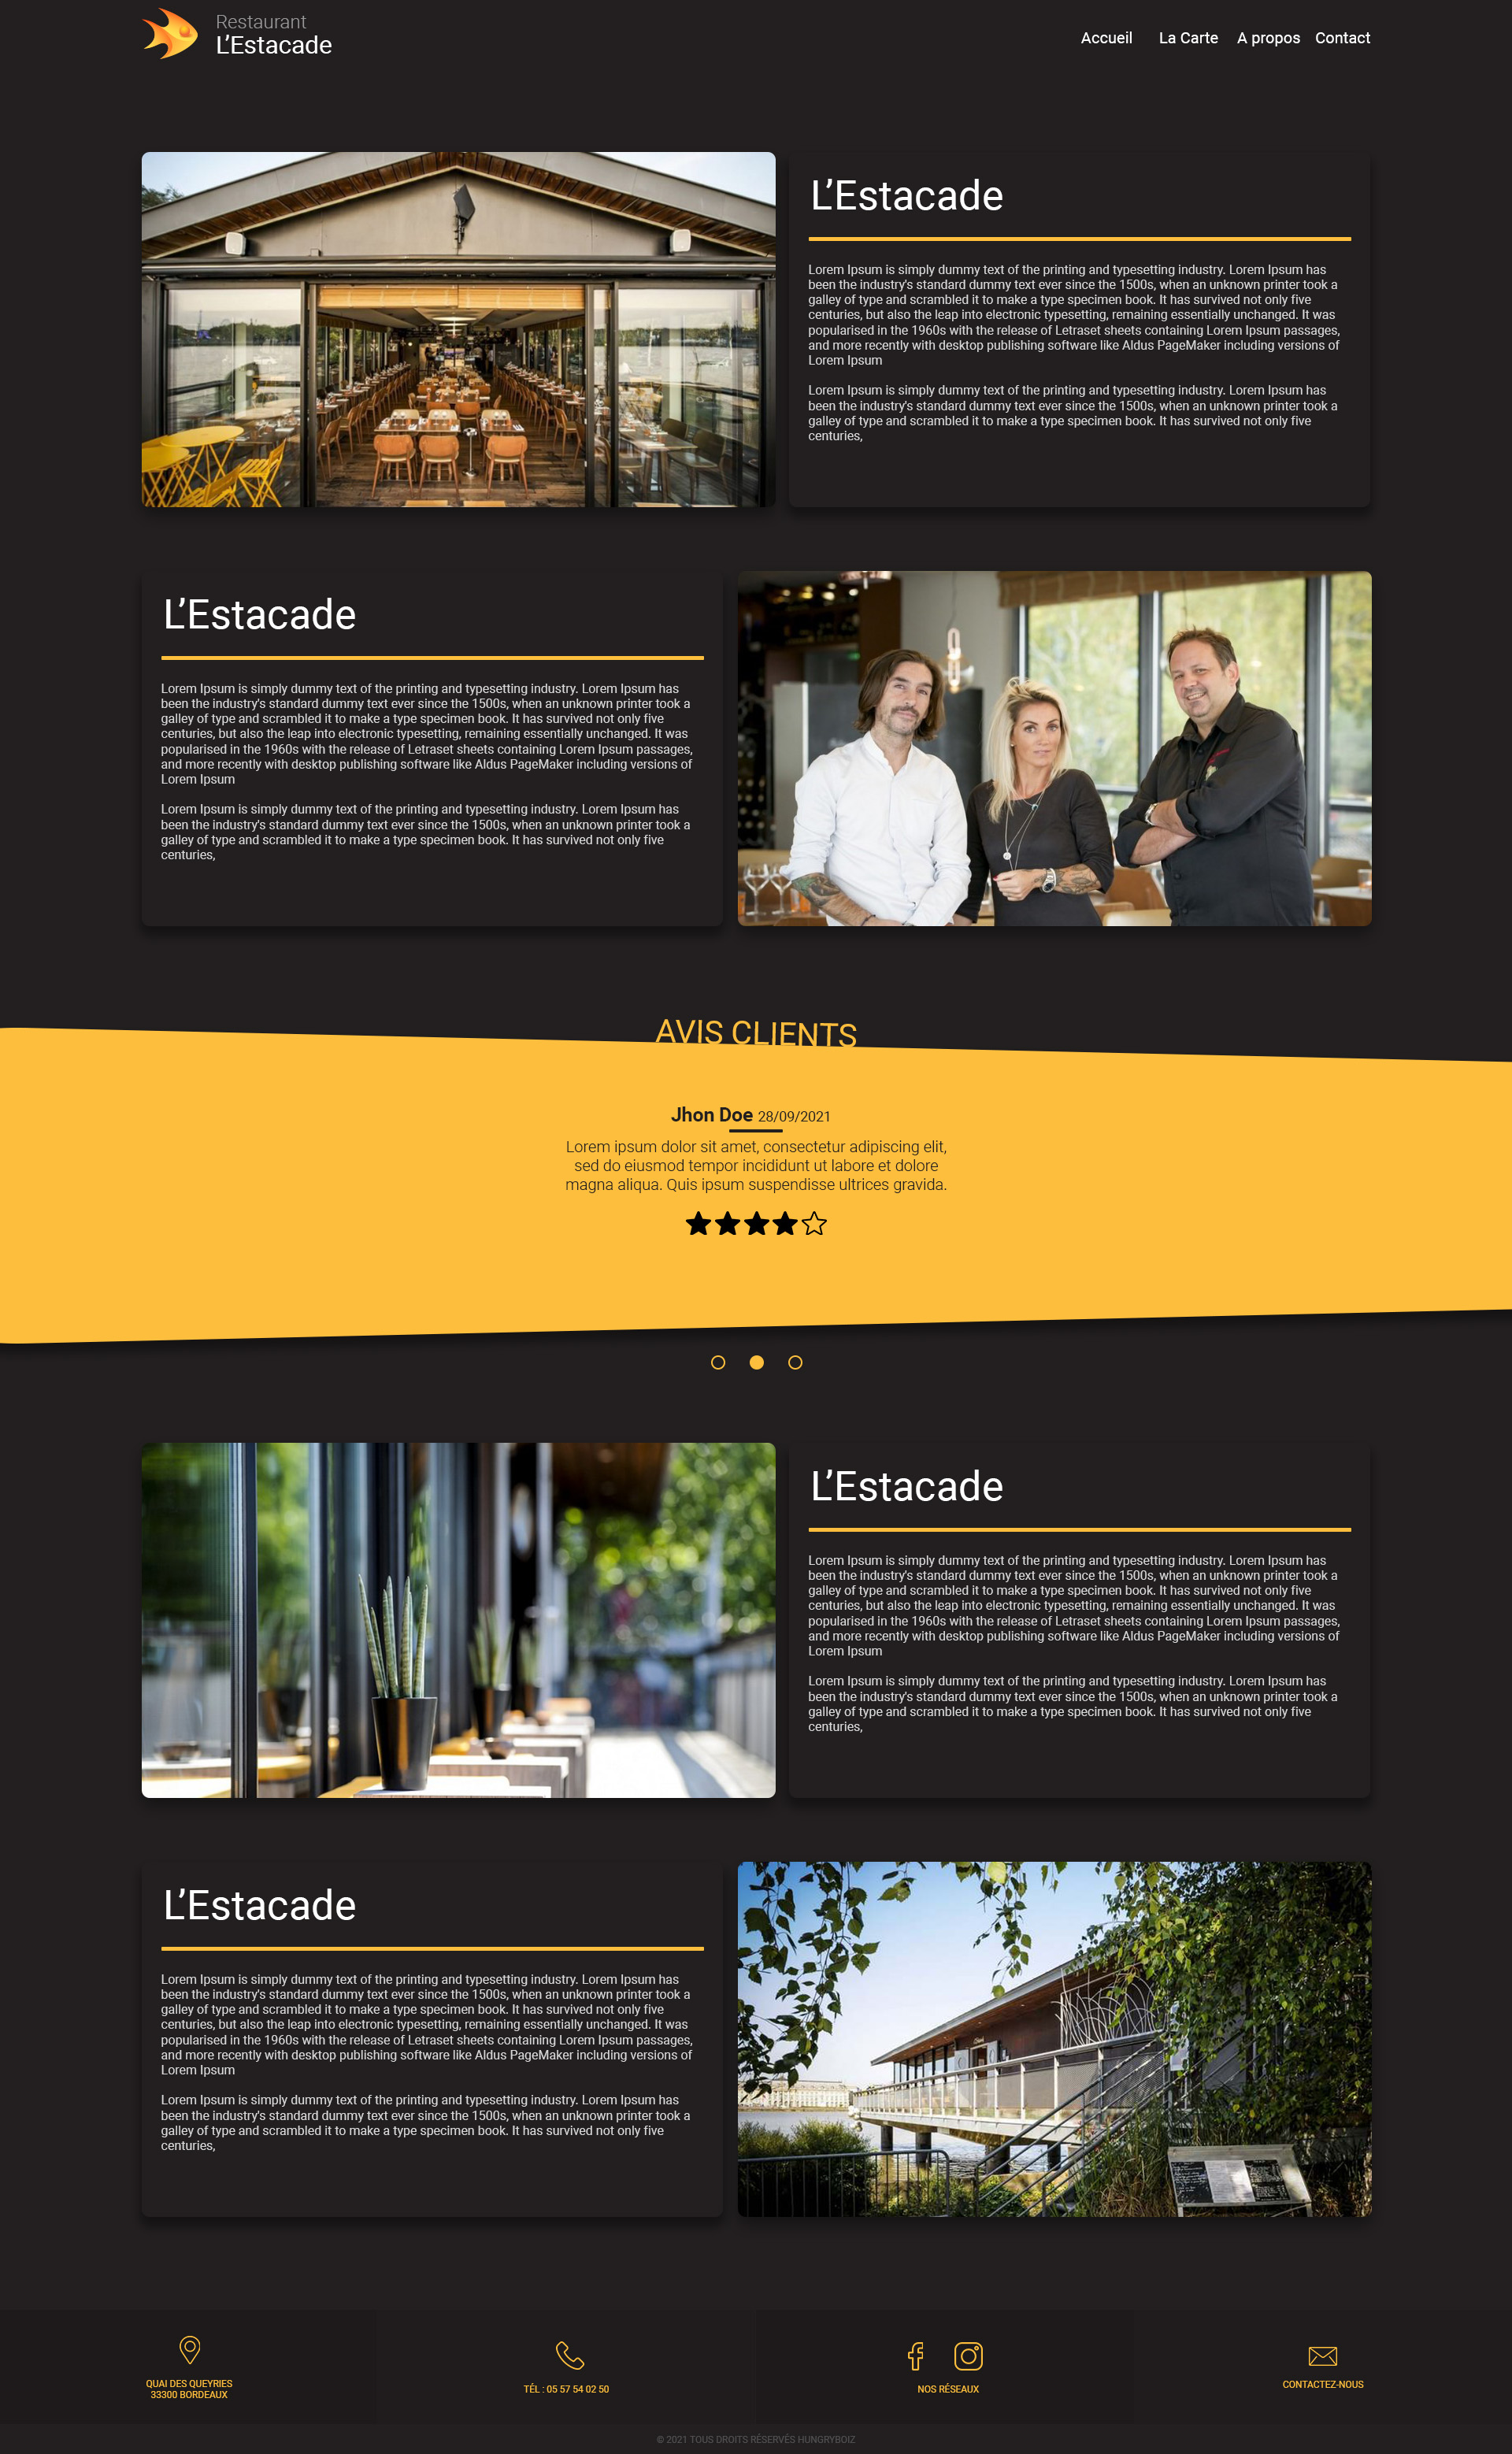 Restaurant
L’Estacade
Accueil La Carte A propos Contact
L’Estacade
Lorem Ipsum is simply dummy text of the printing and typesetting industry. Lorem Ipsum has
been the industry's standard dummy text ever since the 1500s, when an unknown printer took a
galley of type and scrambled it to make a type specimen book. It has survived not only five
centuries, but also the leap into electronic typesetting, remaining essentially unchanged. It was
popularised in the 1960s with the release of Letraset sheets containing Lorem Ipsum passages,
and more recently with desktop publishing software like Aldus PageMaker including versions of
Lorem Ipsum
Lorem Ipsum is simply dummy text of the printing and typesetting industry. Lorem Ipsum has
been the industry's standard dummy text ever since the 1500s, when an unknown printer took a
galley of type and scrambled it to make a type specimen book. It has survived not only five
centuries,
L’Estacade
Lorem Ipsum is simply dummy text of the printing and typesetting industry. Lorem Ipsum has
been the industry's standard dummy text ever since the 1500s, when an unknown printer took a
galley of type and scrambled it to make a type specimen book. It has survived not only five
centuries, but also the leap into electronic typesetting, remaining essentially unchanged. It was
popularised in the 1960s with the release of Letraset sheets containing Lorem Ipsum passages,
and more recently with desktop publishing software like Aldus PageMaker including versions of
Lorem Ipsum
Lorem Ipsum is simply dummy text of the printing and typesetting industry. Lorem Ipsum has
been the industry's standard dummy text ever since the 1500s, when an unknown printer took a
galley of type and scrambled it to make a type specimen book. It has survived not only five
centuries,
AVIS CLIENTS
Jhon Doe 28/09/2021
Lorem ipsum dolor sit amet, consectetur adipiscing elit,
sed do eiusmod tempor incididunt ut labore et dolore
magna aliqua. Quis ipsum suspendisse ultrices gravida.
L’Estacade
Lorem Ipsum is simply dummy text of the printing and typesetting industry. Lorem Ipsum has
been the industry's standard dummy text ever since the 1500s, when an unknown printer took a
galley of type and scrambled it to make a type specimen book. It has survived not only five
centuries, but also the leap into electronic typesetting, remaining essentially unchanged. It was
popularised in the 1960s with the release of Letraset sheets containing Lorem Ipsum passages,
and more recently with desktop publishing software like Aldus PageMaker including versions of
Lorem Ipsum
Lorem Ipsum is simply dummy text of the printing and typesetting industry. Lorem Ipsum has
been the industry's standard dummy text ever since the 1500s, when an unknown printer took a
galley of type and scrambled it to make a type specimen book. It has survived not only five
centuries,
L’Estacade
Lorem Ipsum is simply dummy text of the printing and typesetting industry. Lorem Ipsum has
been the industry's standard dummy text ever since the 1500s, when an unknown printer took a
galley of type and scrambled it to make a type specimen book. It has survived not only five
centuries, but also the leap into electronic typesetting, remaining essentially unchanged. It was
popularised in the 1960s with the release of Letraset sheets containing Lorem Ipsum passages,
and more recently with desktop publishing software like Aldus PageMaker including versions of
Lorem Ipsum
Lorem Ipsum is simply dummy text of the printing and typesetting industry. Lorem Ipsum has
been the industry's standard dummy text ever since the 1500s, when an unknown printer took a
galley of type and scrambled it to make a type specimen book. It has survived not only five
centuries,
QUAI DES QUEYRIES
33300 BORDEAUX
TÉL : 05 57 54 02 50
NOS RÉSEAUX
CONTACTEZ-NOUS
© 2021 TOUS DROITS RÉSERVÉS HUNGRYBOIZ